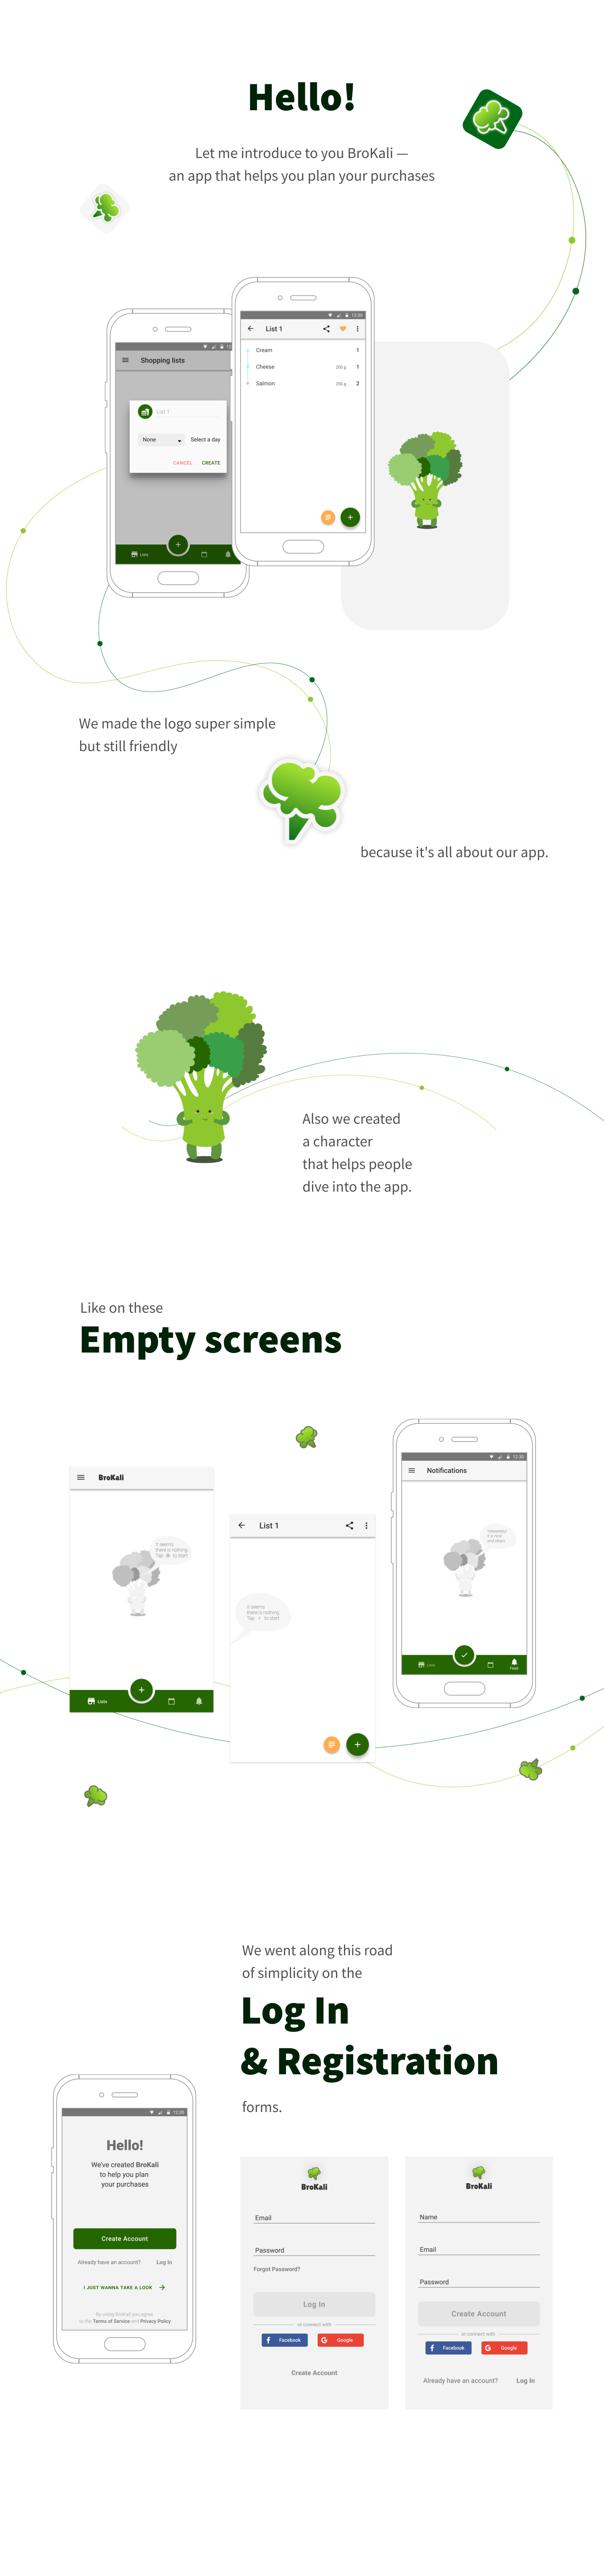 Hello!
Let me introduce to you BroKali —
an app that helps you plan your purchases
Shopping lists
List 1
None
Select a day
CANCEL
CREATE
Lists
12:30
List 1
Cream
1
Cheese
200 g
1
Salmon
250 g
2
We made the logo super simple
but still friendly
because it's all about our app.
Also we created
a character
that helps people
dive into the app.
Like on these
Empty screens
BroKali
It seems
there is nothing.
Tap + to start
Lists
List 1
It seems
there is nothing.
Tap + to start
12:30
Notifications
Lists
Feed
We went along this road
of simplicity on the
Log In
& Registration
forms.
12:30
Hello!
We've created BroKali
to help you plan
your purchases
Create Account
Already have an account?
Log In
I JUST WANNA TAKE A LOOK
By using BroKali you agree
to the Terms of Service and Privacy Policy
BroKali
Email
Password
Forgot Password?
Log In
or connect with
Facebook
Google
Create Account
BroKali
Name
Email
Password
Create Account
or connect with
Facebook
Google
Already have an account?
Log In